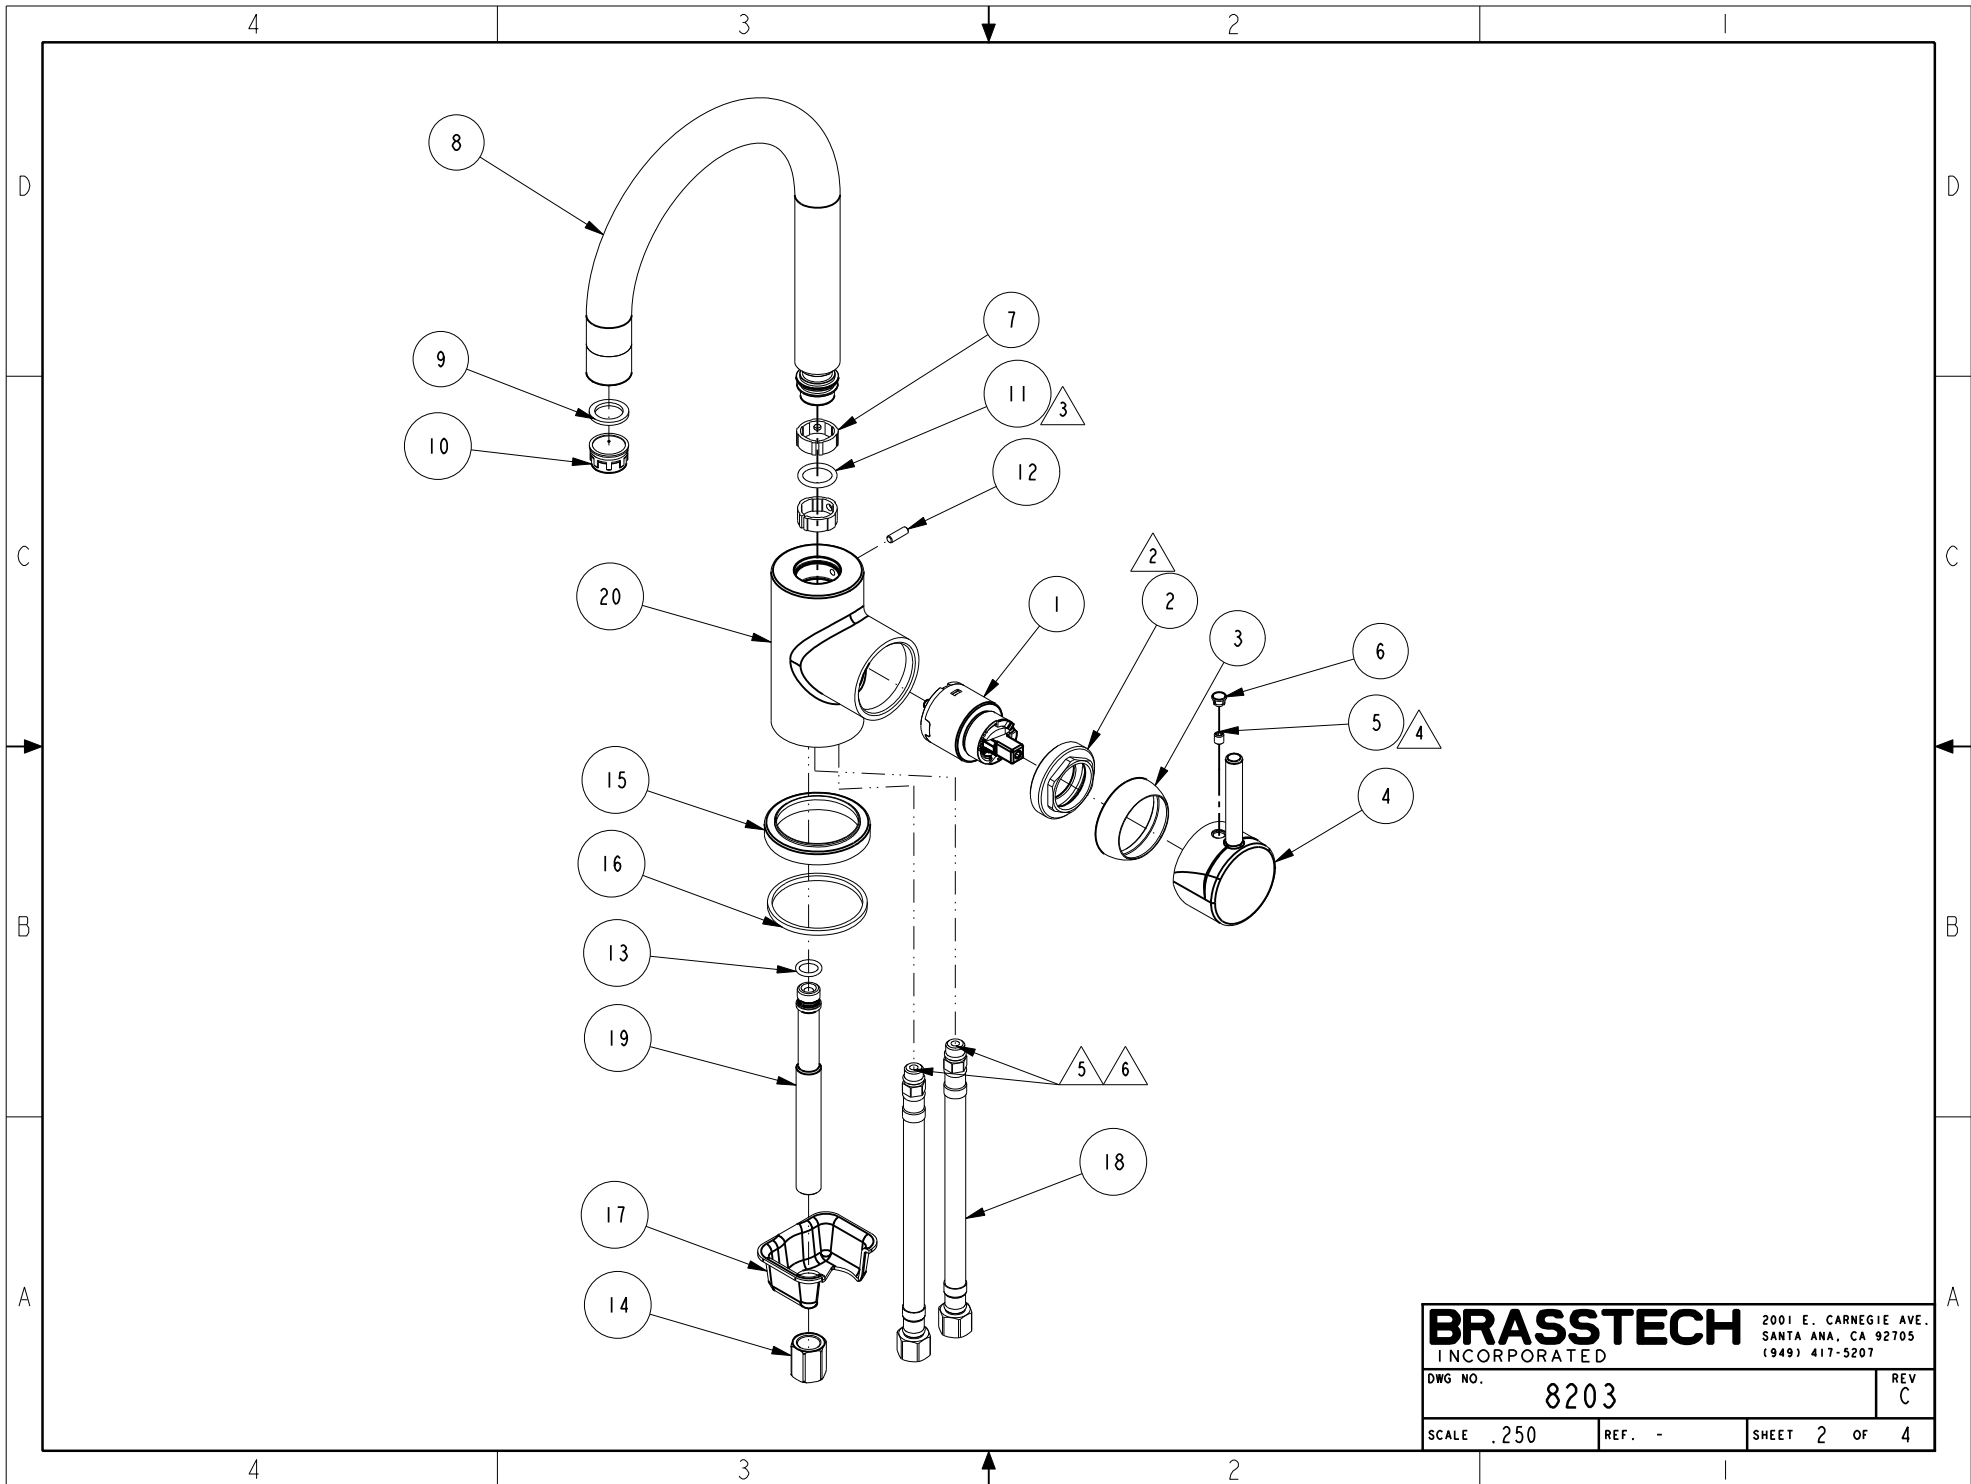 4 3 2 1
D D
8
7
9
11 3
10
12
C C
2
20 1 2
3
6
5 4
15 4
16
B B
13
19
5 6
18
17
A A
14
BRASSTECH 2001 E. CARNEGIE AVE.
INCORPORATED SANTA ANA, CA 92705
(949) 417-5207
DWG NO. 8203 REV C
SCALE .250 REF. - SHEET 2 OF 4
4 3 2 1